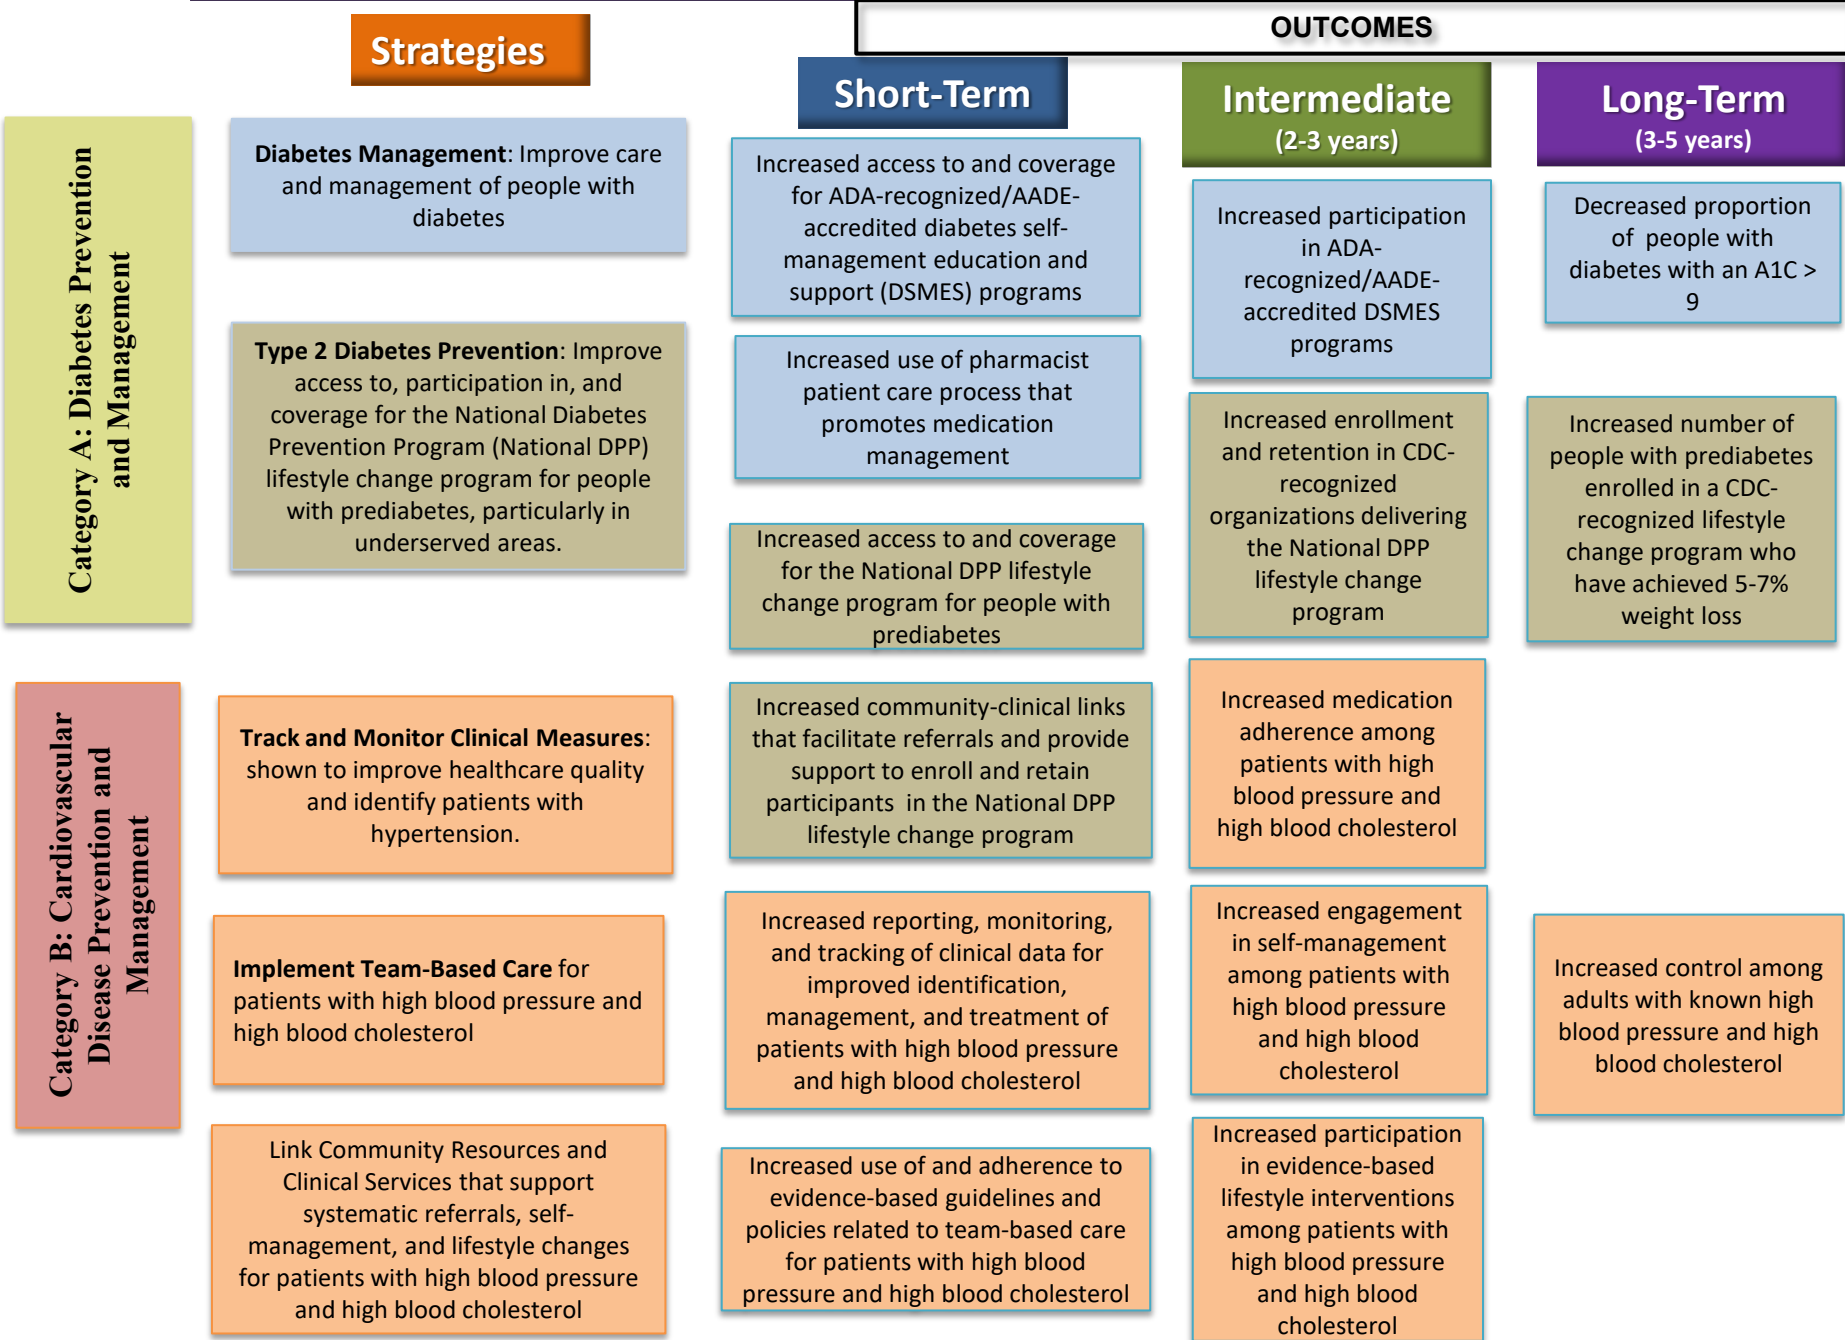 OUTCOMES
Strategies
Short-Term
Intermediate
(2-3 years)
Long-Term
(3-5 years)
Category A: Diabetes Prevention
and Management
Diabetes Management: Improve care
and management of people with
diabetes
Type 2 Diabetes Prevention: Improve
access to, participation in, and
coverage for the National Diabetes
Prevention Program (National DPP)
lifestyle change program for people
with prediabetes, particularly in
underserved areas.
Increased access to and coverage
for ADA-recognized/AADE-
accredited diabetes self-
management education and
support (DSMES) programs
Increased use of pharmacist
patient care process that
promotes medication
management
Increased access to and coverage
for the National DPP lifestyle
change program for people with
prediabetes
Increased community-clinical links
that facilitate referrals and provide
support to enroll and retain
participants in the National DPP
lifestyle change program
Increased participation
in ADA-
recognized/AADE-
accredited DSMES
programs
Increased enrollment
and retention in CDC-
recognized
organizations delivering
the National DPP
lifestyle change
program
Decreased proportion
of people with
diabetes with an A1C >
9
Increased number of
people with prediabetes
enrolled in a CDC-
recognized lifestyle
change program who
have achieved 5-7%
weight loss
Category B: Cardiovascular
Disease Prevention and
Management
Track and Monitor Clinical Measures:
shown to improve healthcare quality
and identify patients with
hypertension.
Implement Team-Based Care for
patients with high blood pressure and
high blood cholesterol
Link Community Resources and
Clinical Services that support
systematic referrals, self-
management, and lifestyle changes
for patients with high blood pressure
and high blood cholesterol
Increased reporting, monitoring,
and tracking of clinical data for
improved identification,
management, and treatment of
patients with high blood pressure
and high blood cholesterol
Increased use of and adherence to
evidence-based guidelines and
policies related to team-based care
for patients with high blood
pressure and high blood cholesterol
Increased medication
adherence among
patients with high
blood pressure and
high blood cholesterol
Increased engagement
in self-management
among patients with
high blood pressure
and high blood
cholesterol
Increased participation
in evidence-based
lifestyle interventions
among patients with
high blood pressure
and high blood
cholesterol
Increased control among
adults with known high
blood pressure and high
blood cholesterol